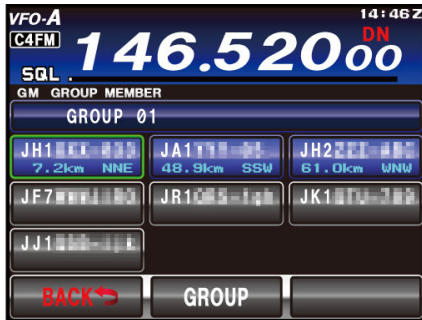 VFO-A 14:46Z
C4FM 146.52000 DN
SQL
GM GROUP MEMBER
GROUP 01
JH1 JA1 JH2
7.2km NNE 48.9km SSW 61.0km WNW
JF7 JR1 JK1
JJ1
BACK GROUP